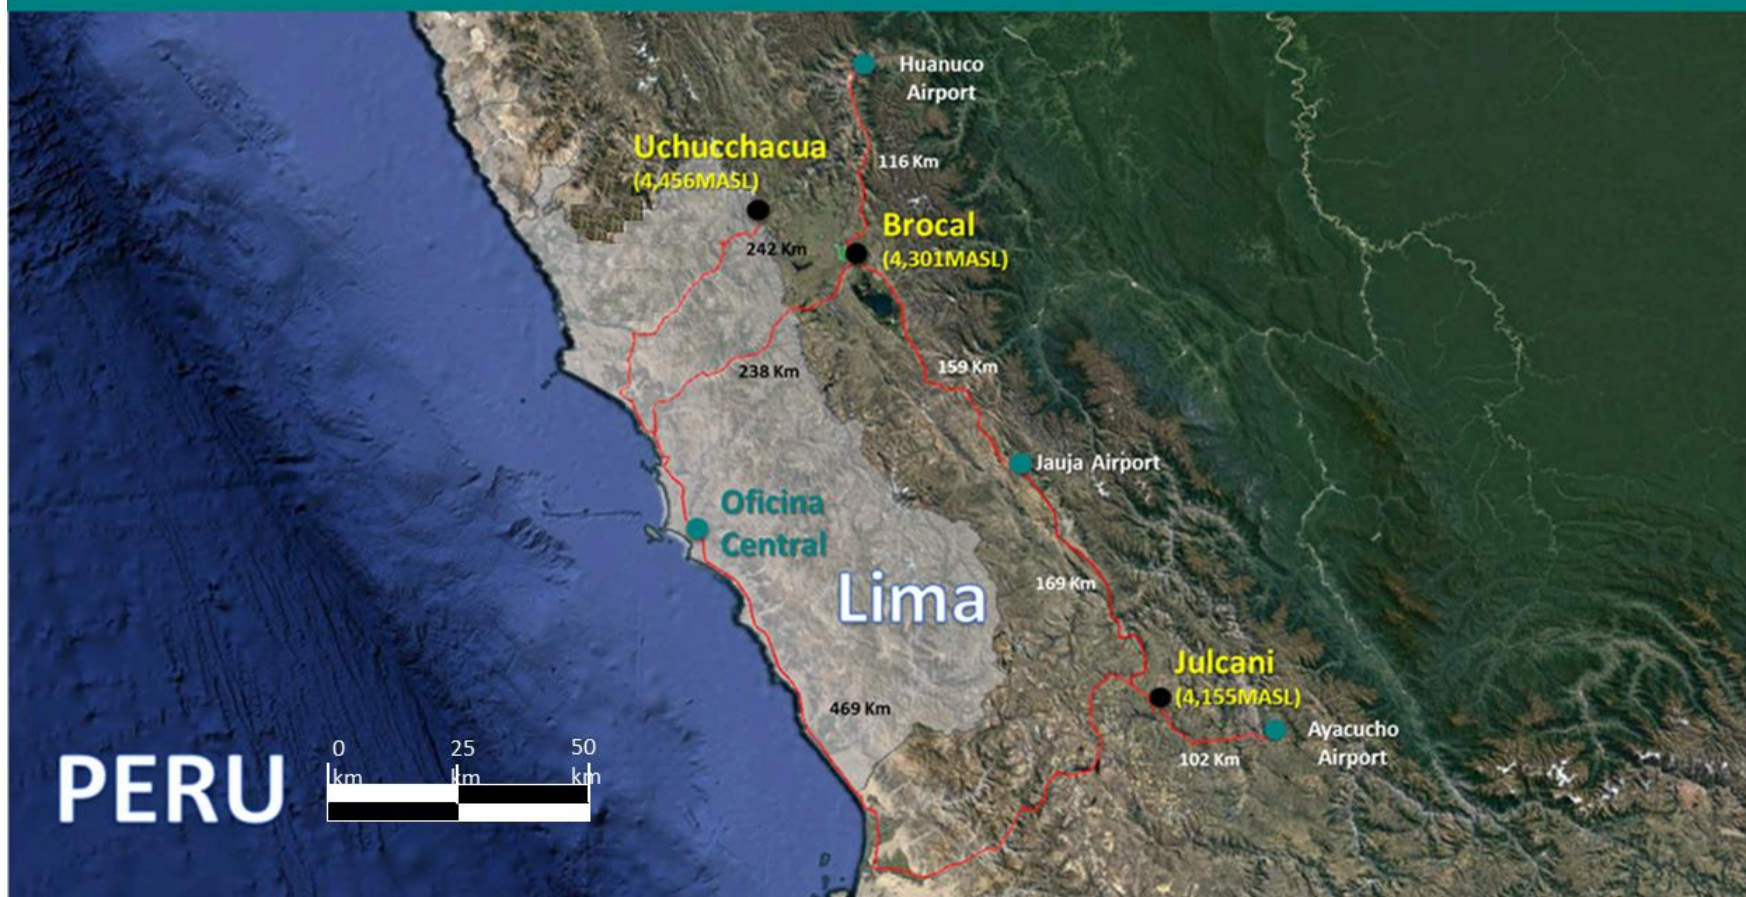 Huanuco
Airport
Uchucchacua
(4,456MASL)
116 Km
Brocal
(4,301MASL)
242 Km
238 Km
159 Km
Jauja Airport
Oficina
Central
Lima
169 Km
Julcani
(4,155MASL)
469 Km
Ayacucho
Airport
102 Km
PERU
0 25 50
km km km